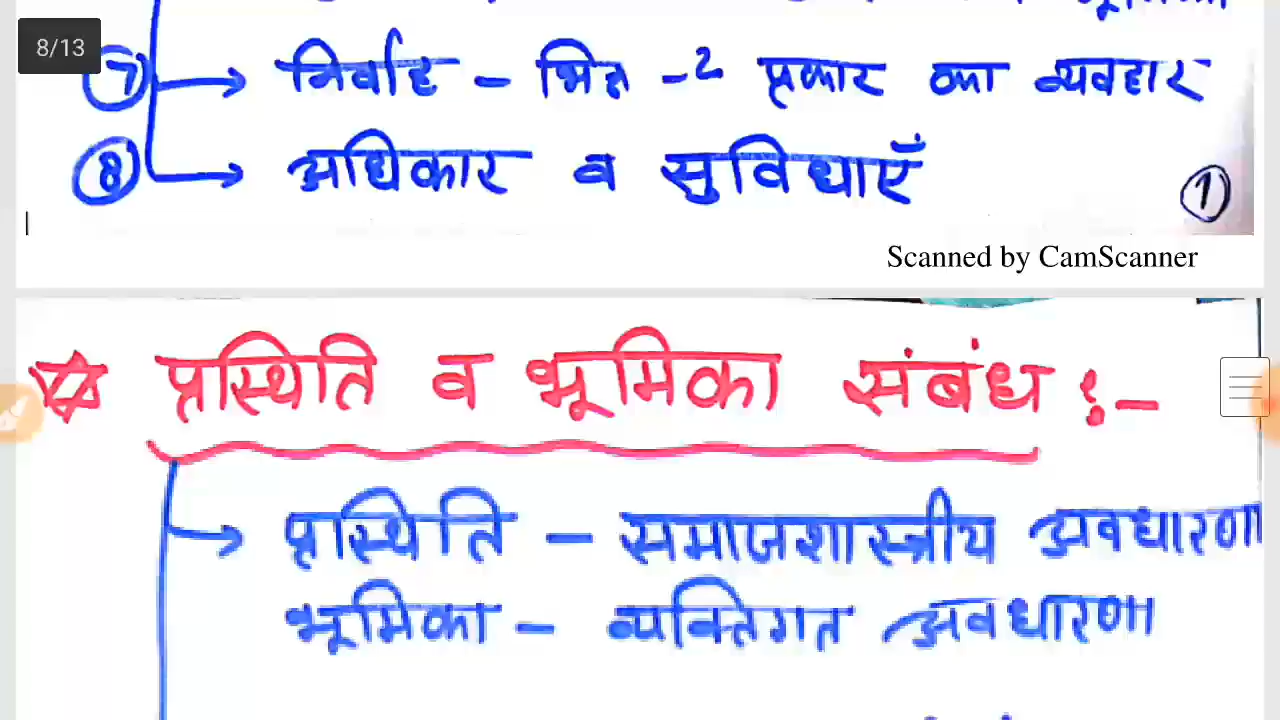 8/13
⑦ → निर्वाह - भिन्न -2 प्रकार का व्यवहार
⑧ → अधिकार व सुविधाएँ
①
Scanned by CamScanner
☆ प्रस्थिति व भूमिका संबंध :-
→ प्रस्थिति - समाजशास्त्रीय अवधारणा
भूमिका - व्यक्तिगत अवधारणा